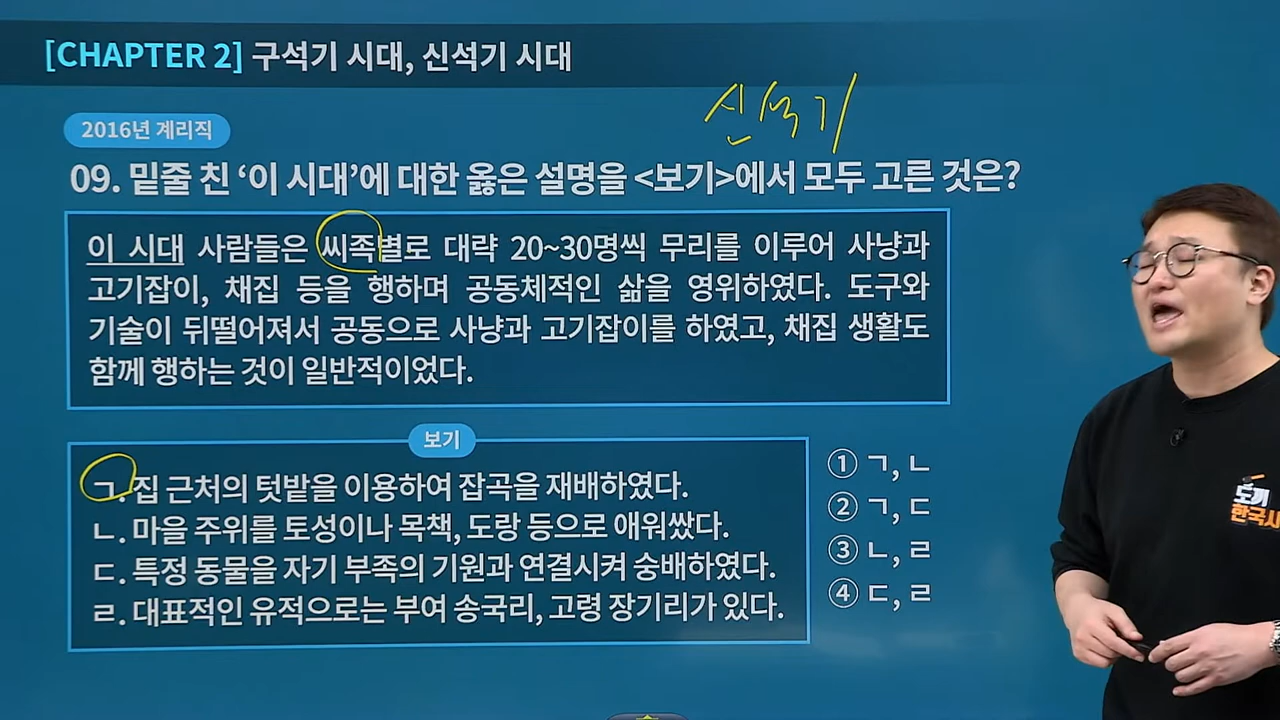 [CHAPTER 2] 구석기 시대, 신석기 시대
신석기
2016년 계리직
09. 밑줄 친 ‘이 시대’에 대한 옳은 설명을 <보기>에서 모두 고른 것은?
이 시대 사람들은 씨족별로 대략 20~30명씩 무리를 이루어 사냥과
고기잡이, 채집 등을 행하며 공동체적인 삶을 영위하였다. 도구와
기술이 뒤떨어져서 공동으로 사냥과 고기잡이를 하였고, 채집 생활도
함께 행하는 것이 일반적이었다.
보기
ㄱ. 집 근처의 텃밭을 이용하여 잡곡을 재배하였다.
ㄴ. 마을 주위를 토성이나 목책, 도랑 등으로 애워쌌다.
ㄷ. 특정 동물을 자기 부족의 기원과 연결시켜 숭배하였다.
ㄹ. 대표적인 유적으로는 부여 송국리, 고령 장기리가 있다.
① ㄱ, ㄴ
② ㄱ, ㄷ
③ ㄴ, ㄹ
④ ㄷ, ㄹ
도끼
한국사